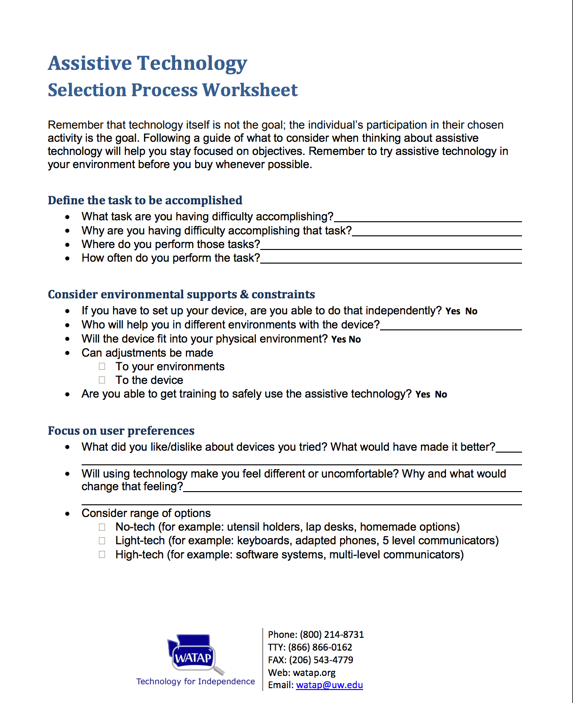 Assistive Technology
Selection Process Worksheet
Remember that technology itself is not the goal; the individual's participation in their chosen
activity is the goal. Following a guide of what to consider when thinking about assistive
technology will help you stay focused on objectives. Remember to try assistive technology in
your environment before you buy whenever possible.
Define the task to be accomplished
• What task are you having difficulty accomplishing?
• Why are you having difficulty accomplishing that task?
• Where do you perform those tasks?
• How often do you perform the task?
Consider environmental supports & constraints
• If you have to set up your device, are you able to do that independently? Yes No
• Who will help you in different environments with the device?
• Will the device fit into your physical environment? Yes No
• Can adjustments be made
□ To your environments
□ To the device
• Are you able to get training to safely use the assistive technology? Yes No
Focus on user preferences
• What did you like/dislike about devices you tried? What would have made it better?
• Will using technology make you feel different or uncomfortable? Why and what would
change that feeling?
• Consider range of options
□ No-tech (for example: utensil holders, lap desks, homemade options)
□ Light-tech (for example: keyboards, adapted phones, 5 level communicators)
□ High-tech (for example: software systems, multi-level communicators)
WATAP
Technology for Independence
Phone: (800) 214-8731
TTY: (866) 866-0162
FAX: (206) 543-4779
Web: watap.org
Email: watap@uw.edu